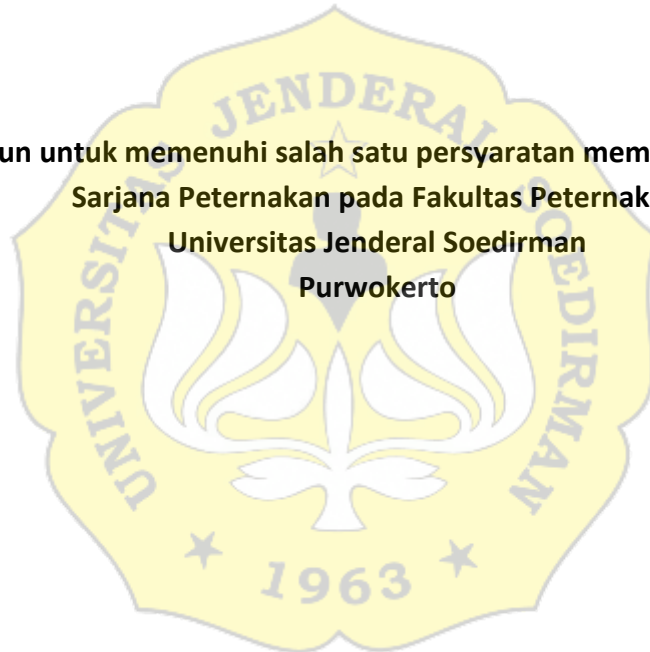 un untuk memenuhi salah satu persyaratan mem
Sarjana Peternakan pada Fakultas Peternak
Universitas Jenderal Soedirman
Purwokerto
UNIVERSITAS JENDERAL SOEDIRMAN
1963